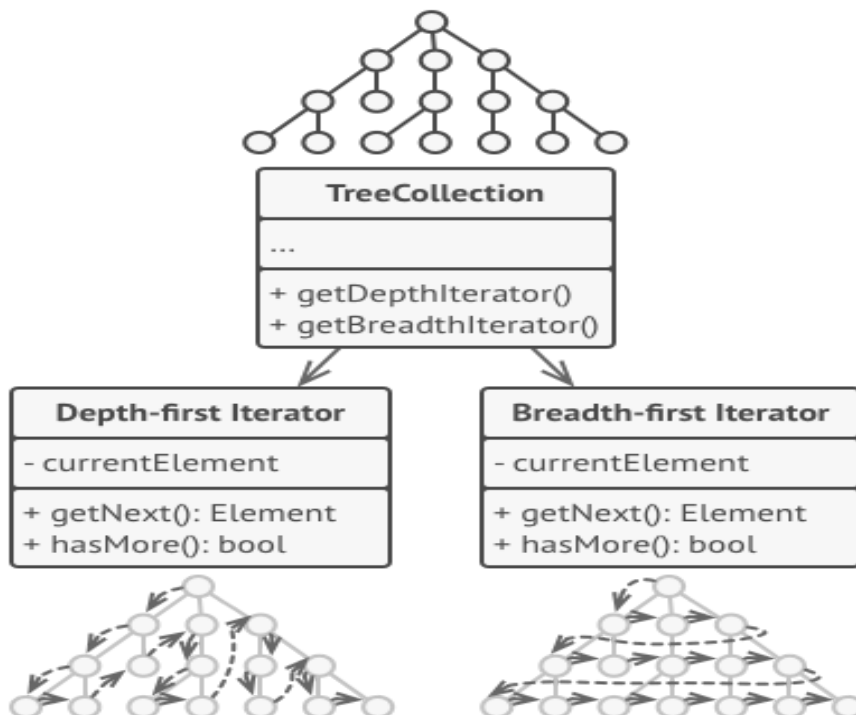 TreeCollection
...
+ getDepthIterator()
+ getBreadthIterator()
Depth-first Iterator
- currentElement
+ getNext(): Element
+ hasMore(): bool
Breadth-first Iterator
- currentElement
+ getNext(): Element
+ hasMore(): bool